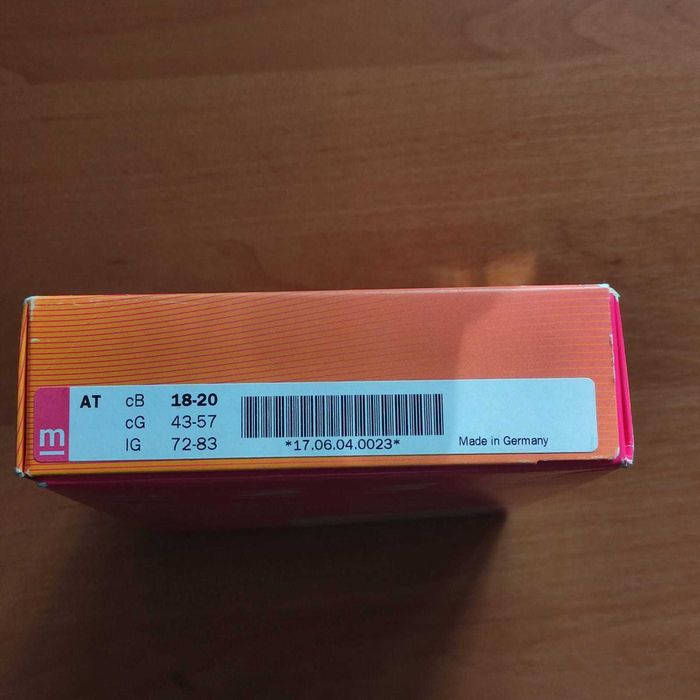 m
AT cB 18-20
cG 43-57
lG 72-83
*17.06.04.0023*
Made in Germany